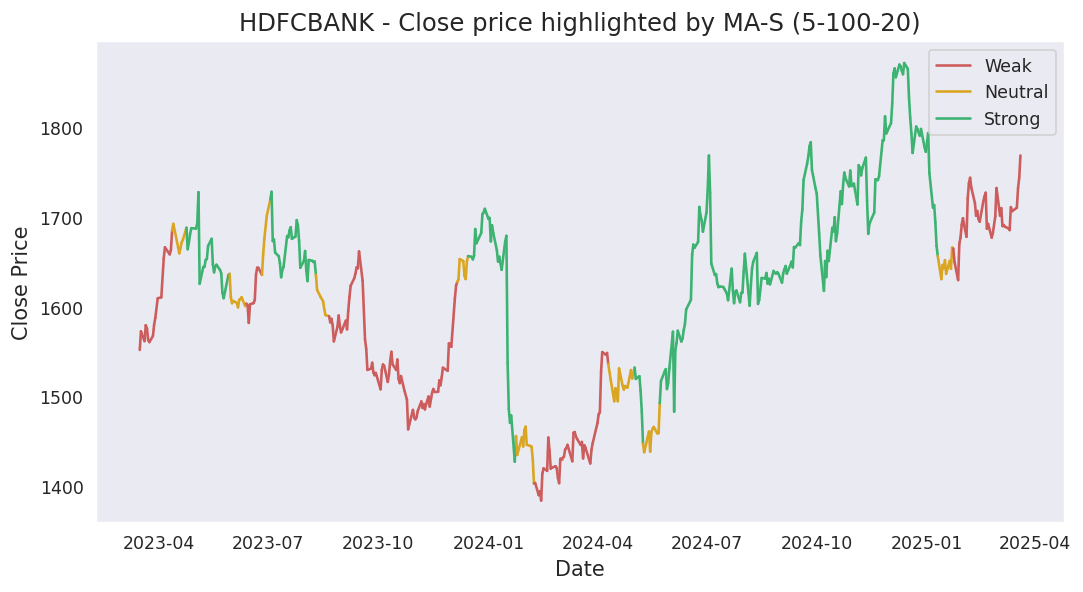 HDFCBANK - Close price highlighted by MA-S (5-100-20)
Weak
Neutral
Strong
Close Price
1800
1700
1600
1500
1400
2023-04 2023-07 2023-10 2024-01 2024-04 2024-07 2024-10 2025-01 2025-04
Date